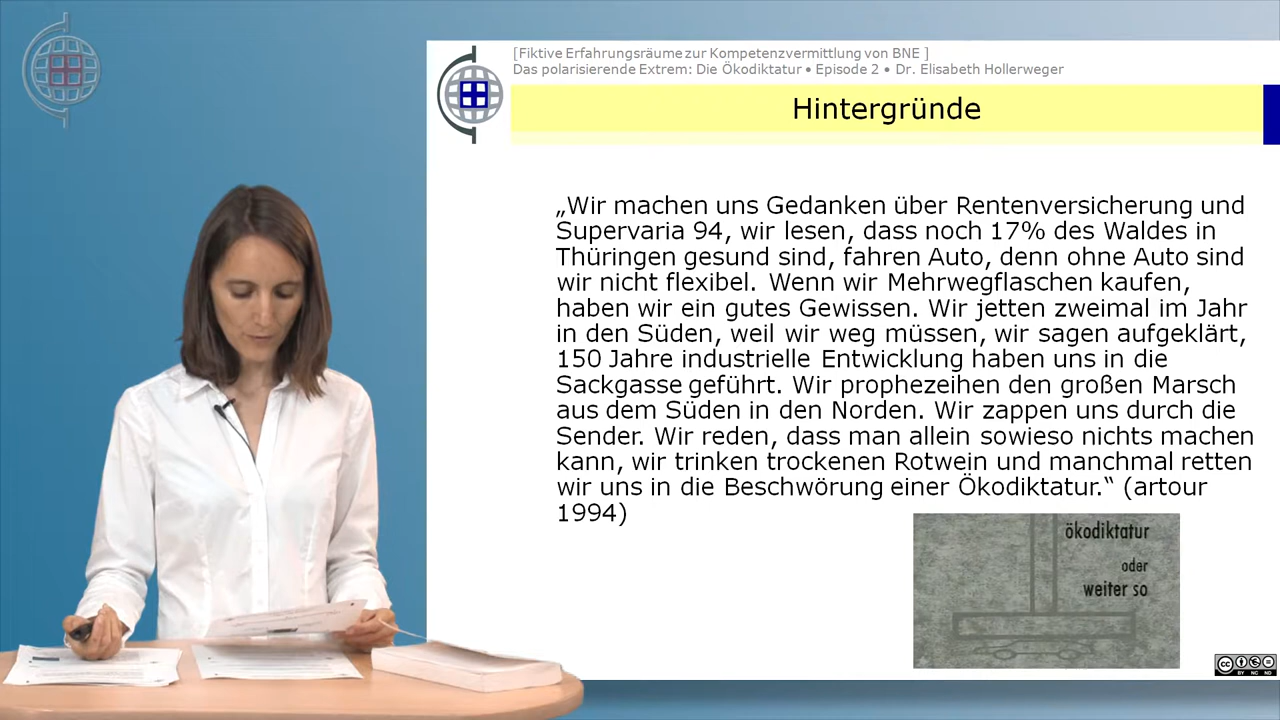 [Fiktive Erfahrungsräume zur Kompetenzvermittlung von BNE ]
Das polarisierende Extrem: Die Ökodiktatur • Episode 2 • Dr. Elisabeth Hollerweger
Hintergründe
„Wir machen uns Gedanken über Rentenversicherung und
Supervaria 94, wir lesen, dass noch 17% des Waldes in
Thüringen gesund sind, fahren Auto, denn ohne Auto sind
wir nicht flexibel. Wenn wir Mehrwegflaschen kaufen,
haben wir ein gutes Gewissen. Wir jetten zweimal im Jahr
in den Süden, weil wir weg müssen, wir sagen aufgeklärt,
150 Jahre industrielle Entwicklung haben uns in die
Sackgasse geführt. Wir prophezeihen den großen Marsch
aus dem Süden in den Norden. Wir zappen uns durch die
Sender. Wir reden, dass man allein sowieso nichts machen
kann, wir trinken trockenen Rotwein und manchmal retten
wir uns in die Beschwörung einer Ökodiktatur.“ (artour
1994)
ökodiktatur
oder
weiter so
cc
BY NC ND